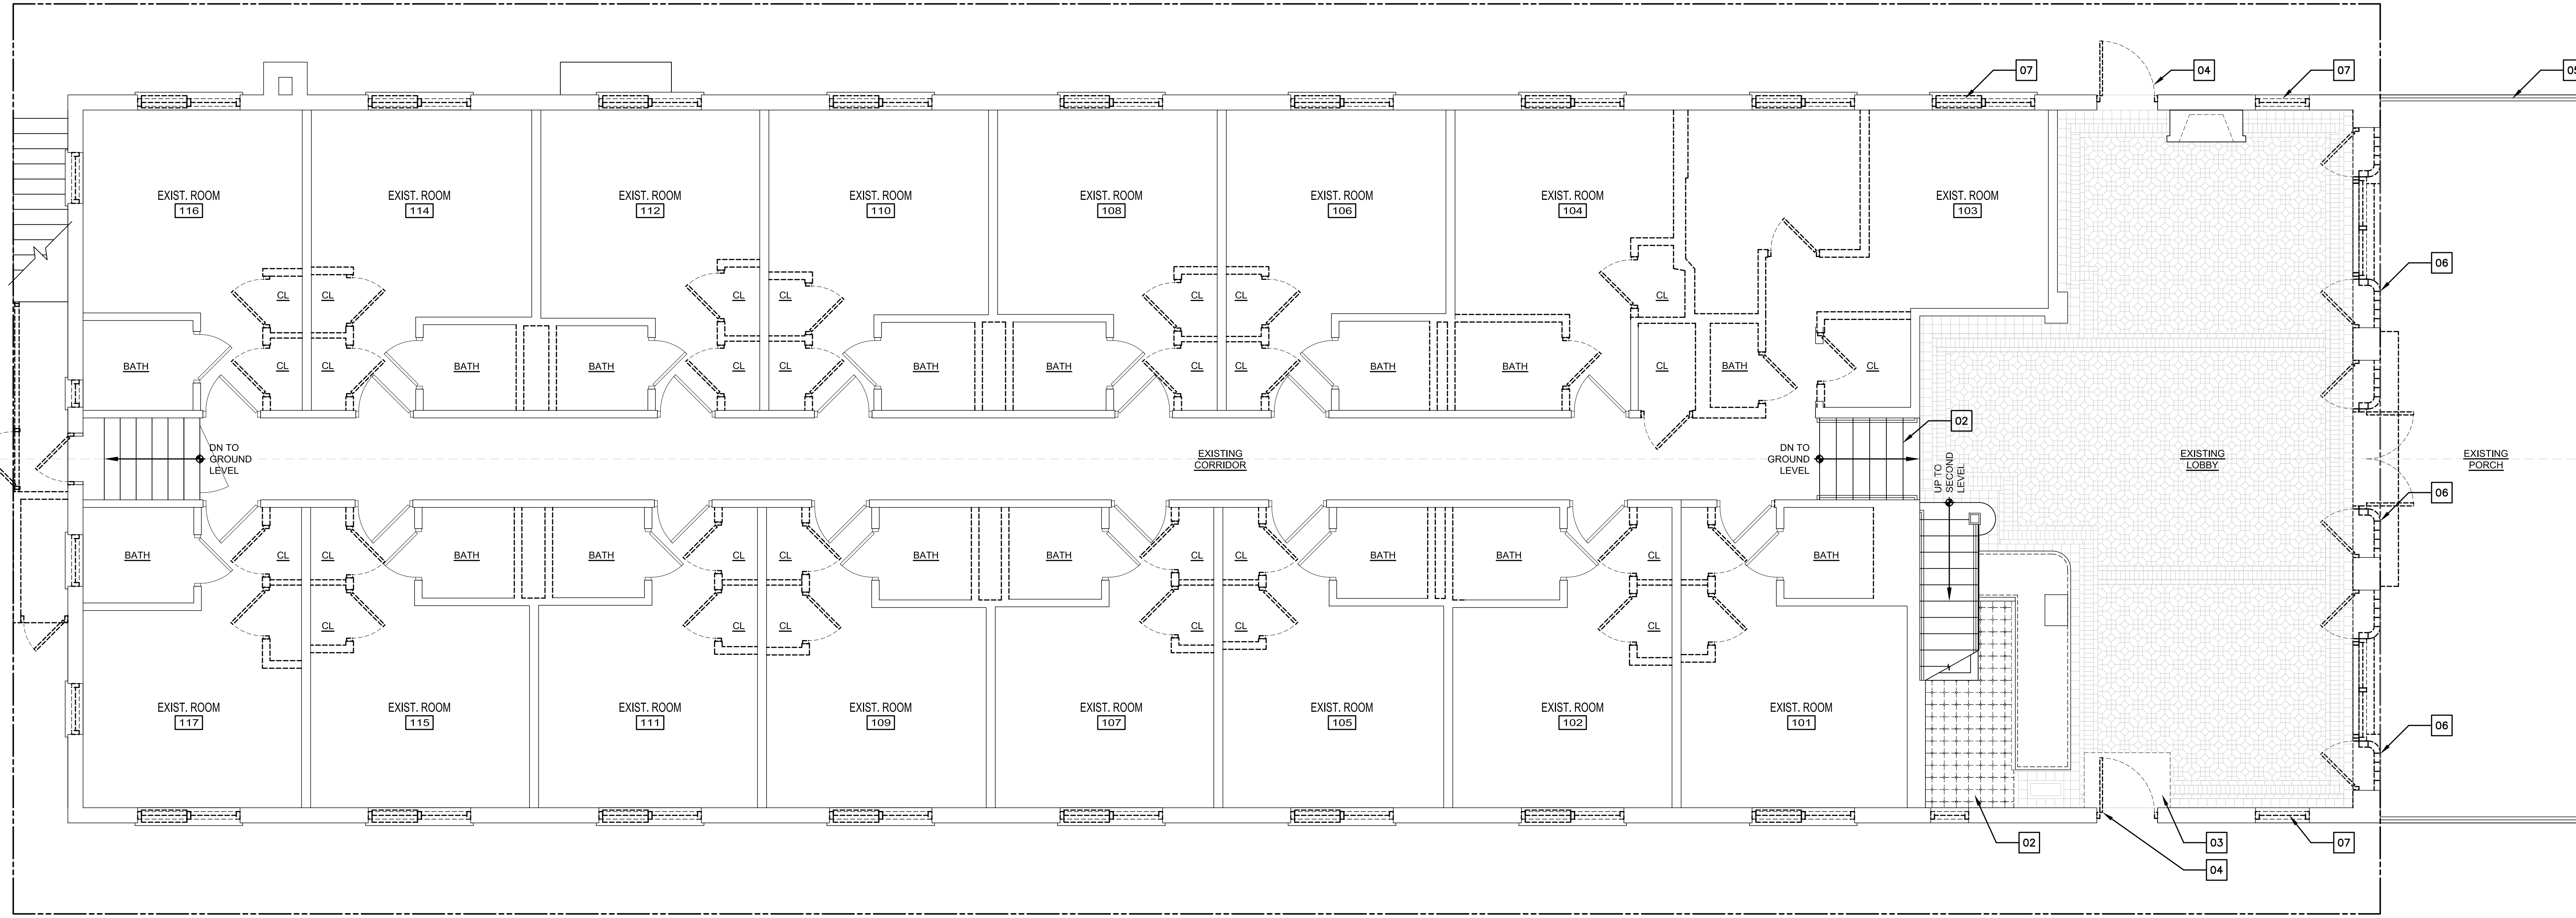 07
04
07
05
EXIST. ROOM
116
EXIST. ROOM
114
EXIST. ROOM
112
EXIST. ROOM
110
EXIST. ROOM
108
EXIST. ROOM
106
EXIST. ROOM
104
EXIST. ROOM
103
06
CL
CL
CL
CL
CL
CL
CL
BATH
CL
CL
BATH
BATH
CL
CL
BATH
BATH
CL
CL
BATH
BATH
CL
BATH
CL
02
DN TO
GROUND
LEVEL
EXISTING
CORRIDOR
DN TO
GROUND
LEVEL
UP TO
SECOND
LEVEL
EXISTING
LOBBY
EXISTING
PORCH
06
BATH
CL
CL
BATH
BATH
CL
CL
BATH
BATH
CL
CL
BATH
BATH
CL
BATH
CL
CL
CL
CL
CL
CL
EXIST. ROOM
117
EXIST. ROOM
115
EXIST. ROOM
111
EXIST. ROOM
109
EXIST. ROOM
107
EXIST. ROOM
105
EXIST. ROOM
102
EXIST. ROOM
101
06
02
03
07
04